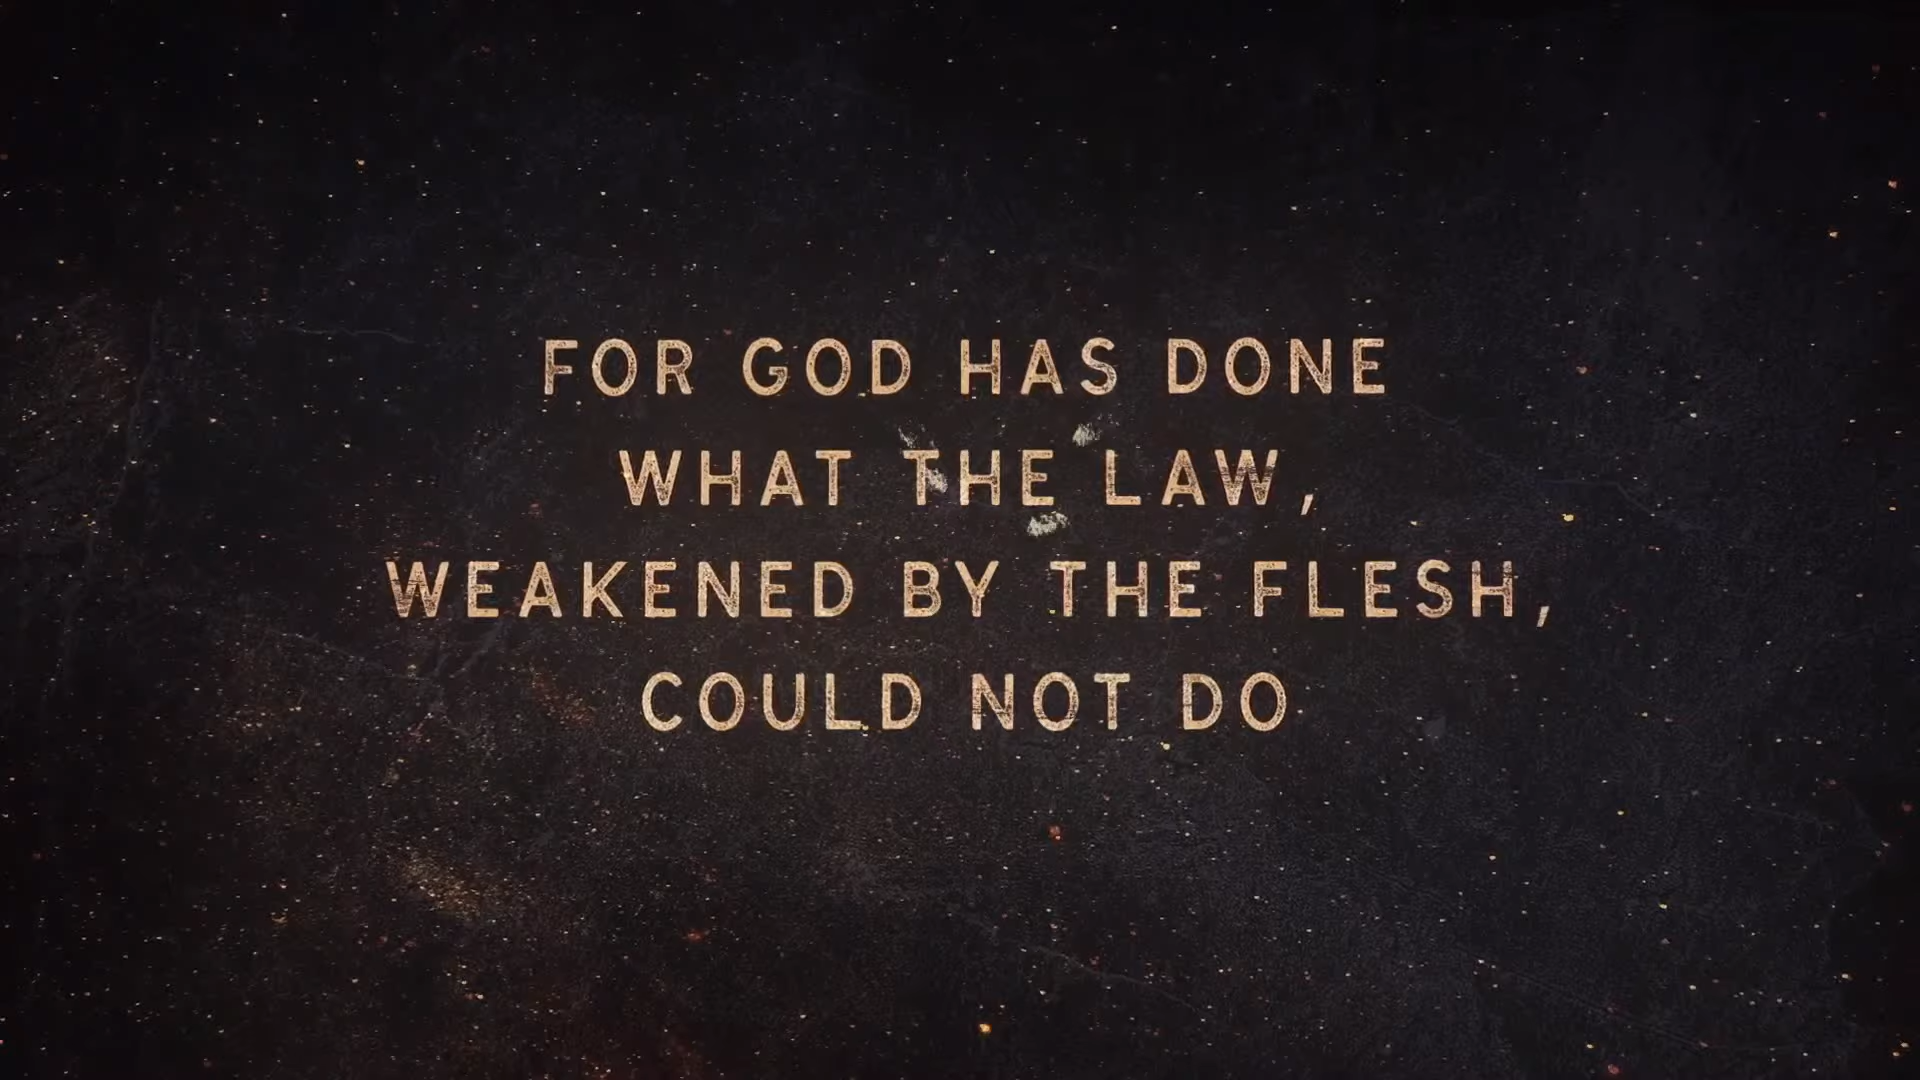 FOR GOD HAS DONE
WHAT THE LAW,
WEAKENED BY THE FLESH,
COULD NOT DO